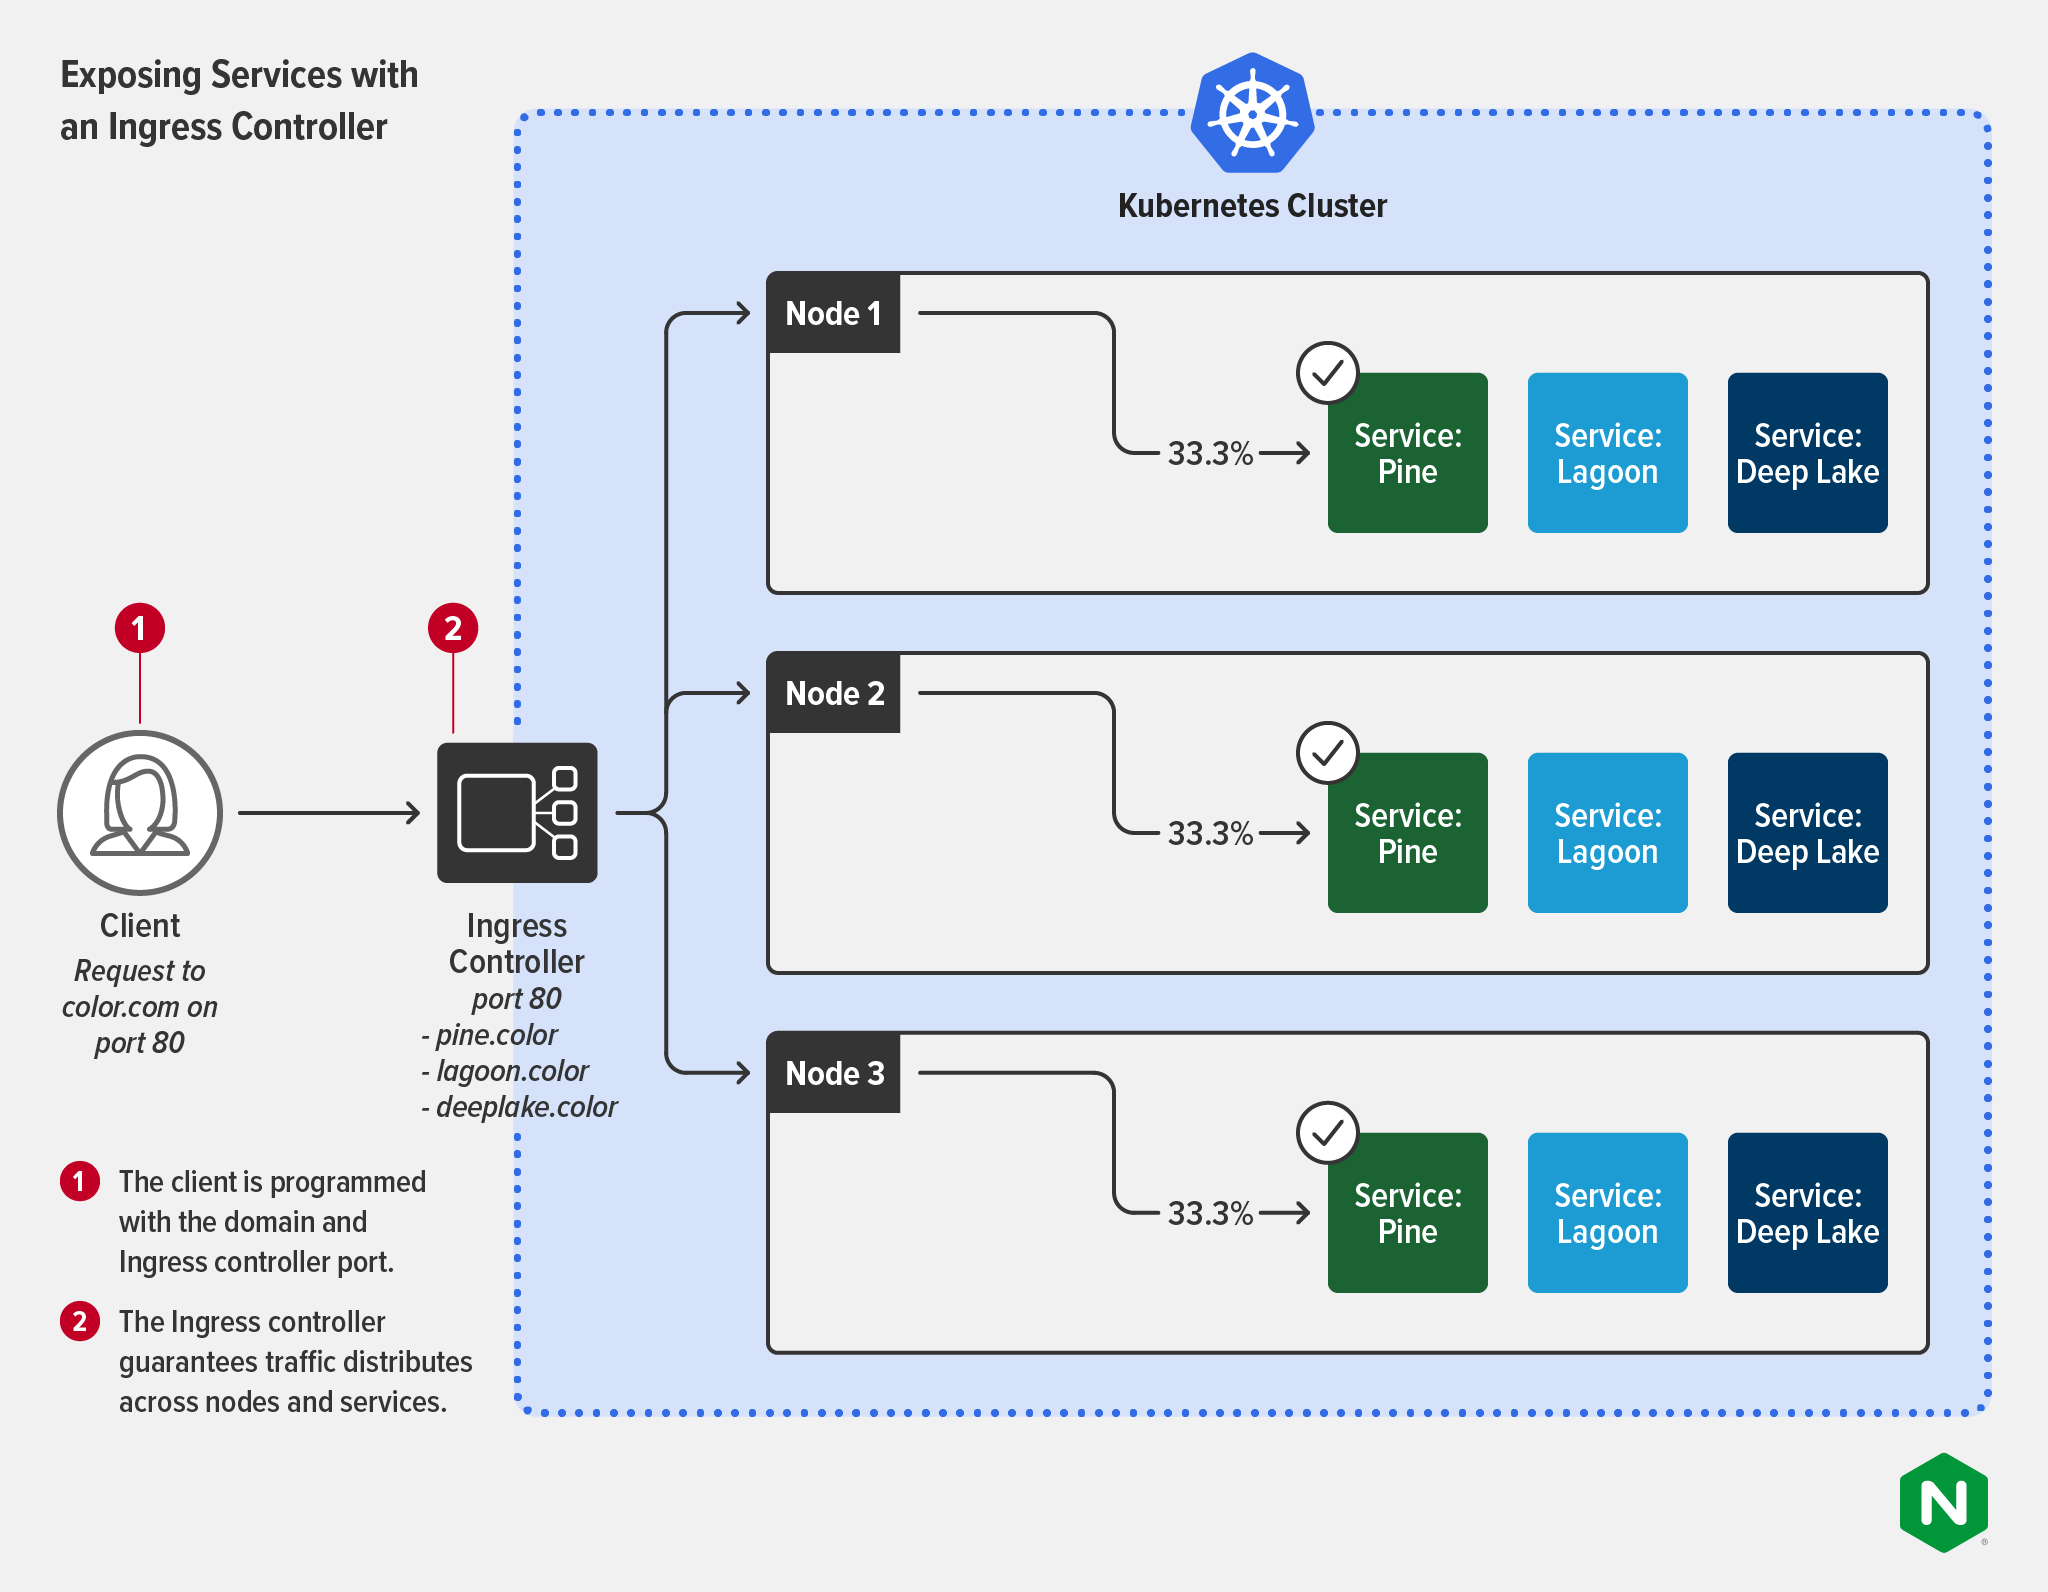 Exposing Services with
an Ingress Controller
Kubernetes Cluster
Node 1
33.3%
Service:
Pine
Service:
Lagoon
Service:
Deep Lake
1
2
Node 2
33.3%
Service:
Pine
Service:
Lagoon
Service:
Deep Lake
Client
Request to
color.com on
port 80
Ingress
Controller
port 80
- pine.color
- lagoon.color
- deeplake.color
Node 3
33.3%
Service:
Pine
Service:
Lagoon
Service:
Deep Lake
1 The client is programmed
with the domain and
Ingress controller port.
2 The Ingress controller
guarantees traffic distributes
across nodes and services.
N
®